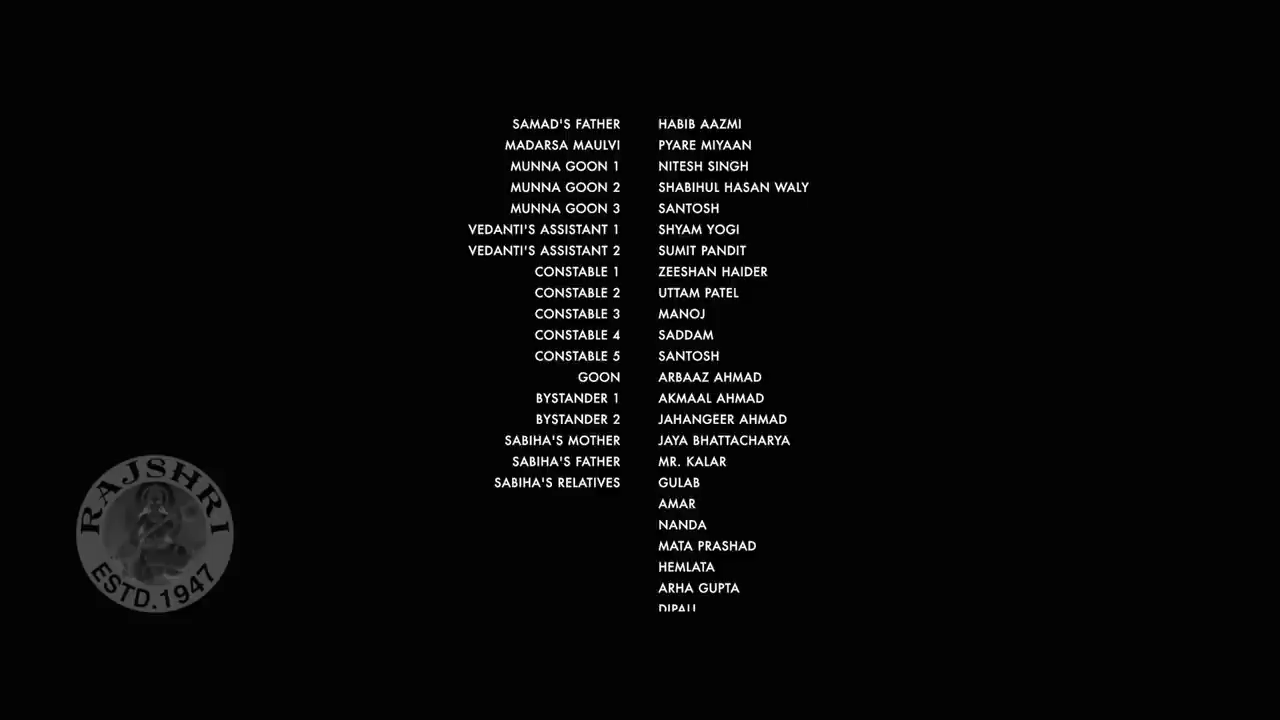 SAMAD'S FATHER HABIB AAZMI
MADARSA MAULVI PYARE MIYAAN
MUNNA GOON 1 NITESH SINGH
MUNNA GOON 2 SHABIHUL HASAN WALY
MUNNA GOON 3 SANTOSH
VEDANTI'S ASSISTANT 1 SHYAM YOGI
VEDANTI'S ASSISTANT 2 SUMIT PANDIT
CONSTABLE 1 ZEESHAN HAIDER
CONSTABLE 2 UTTAM PATEL
CONSTABLE 3 MANOJ
CONSTABLE 4 SADDAM
CONSTABLE 5 SANTOSH
GOON ARBAAZ AHMAD
BYSTANDER 1 AKMAAL AHMAD
BYSTANDER 2 JAHANGEER AHMAD
SABIHA'S MOTHER JAYA BHATTACHARYA
SABIHA'S FATHER MR. KALAR
SABIHA'S RELATIVES GULAB
AMAR
NANDA
MATA PRASHAD
HEMLATA
ARHA GUPTA
DIPALI
RAJSHRI
ESTD.1947